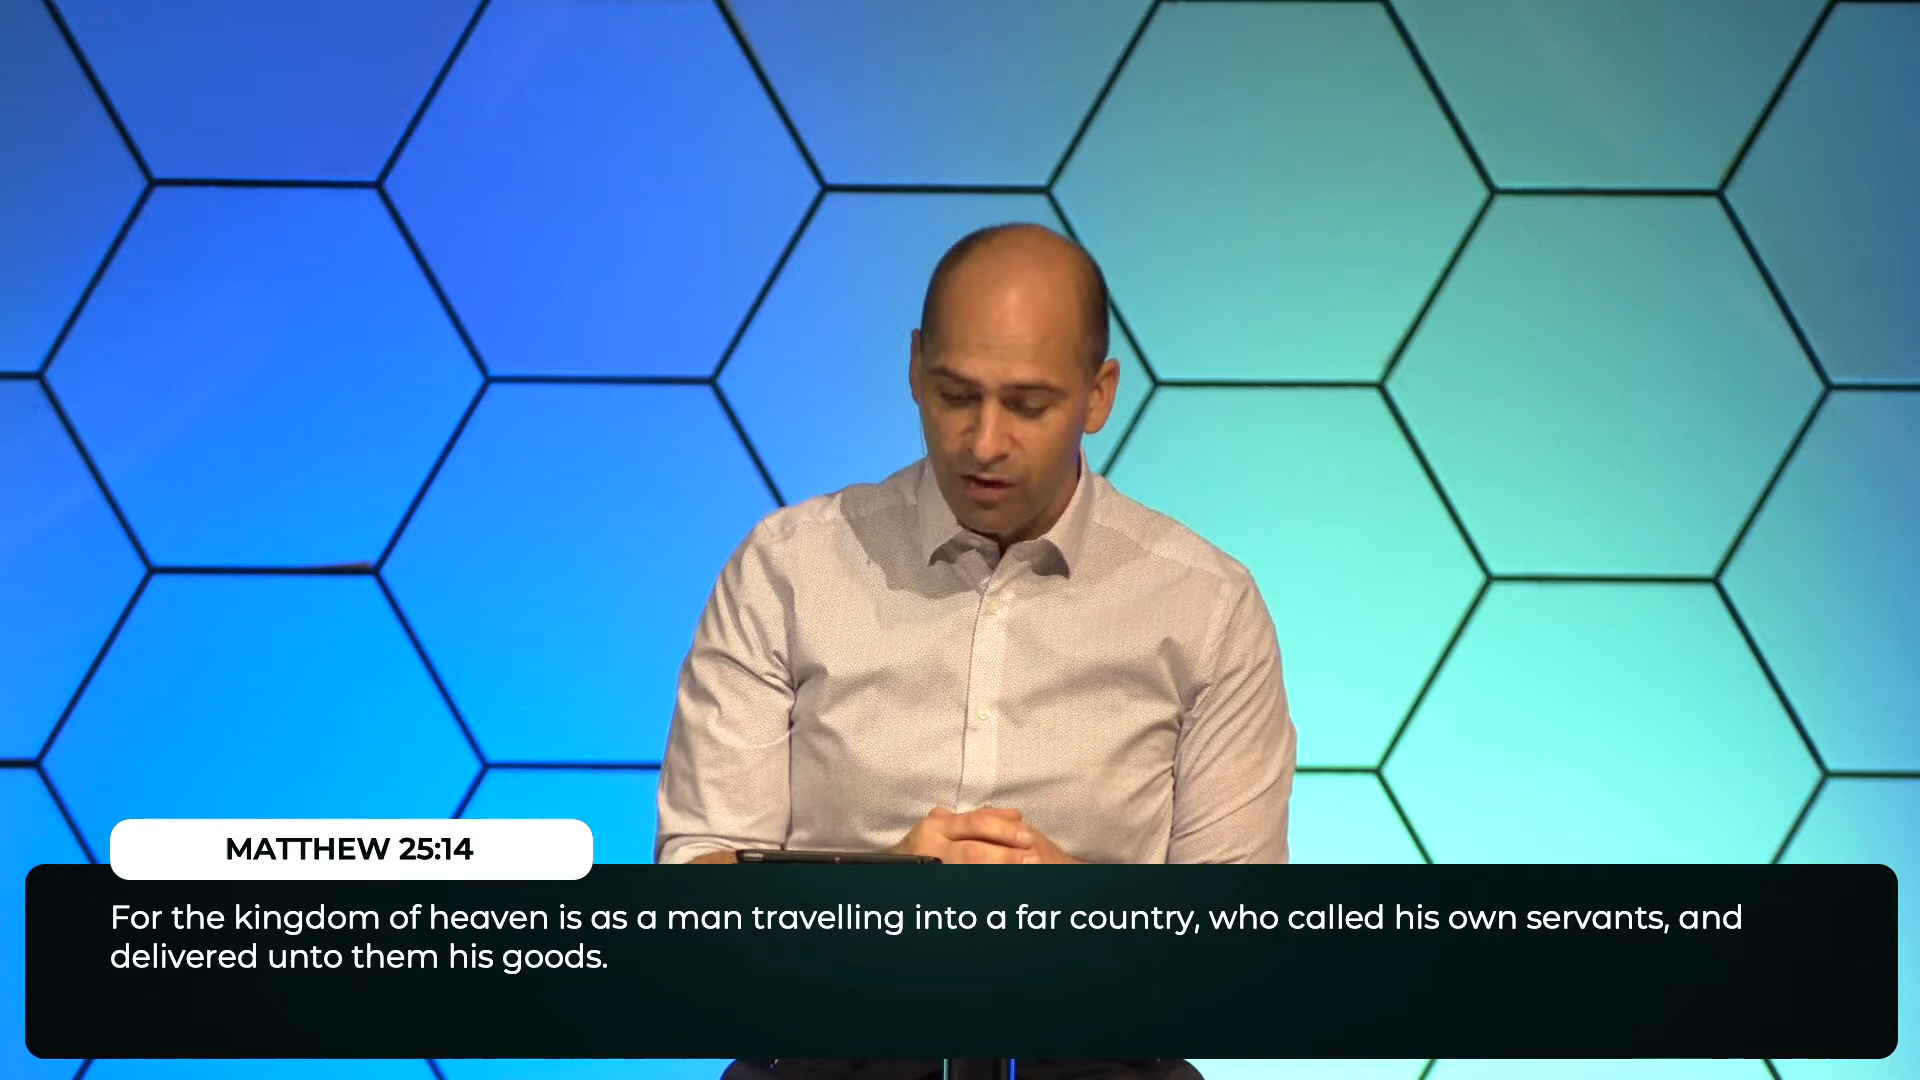 MATTHEW 25:14
For the kingdom of heaven is as a man travelling into a far country, who called his own servants, and
delivered unto them his goods.